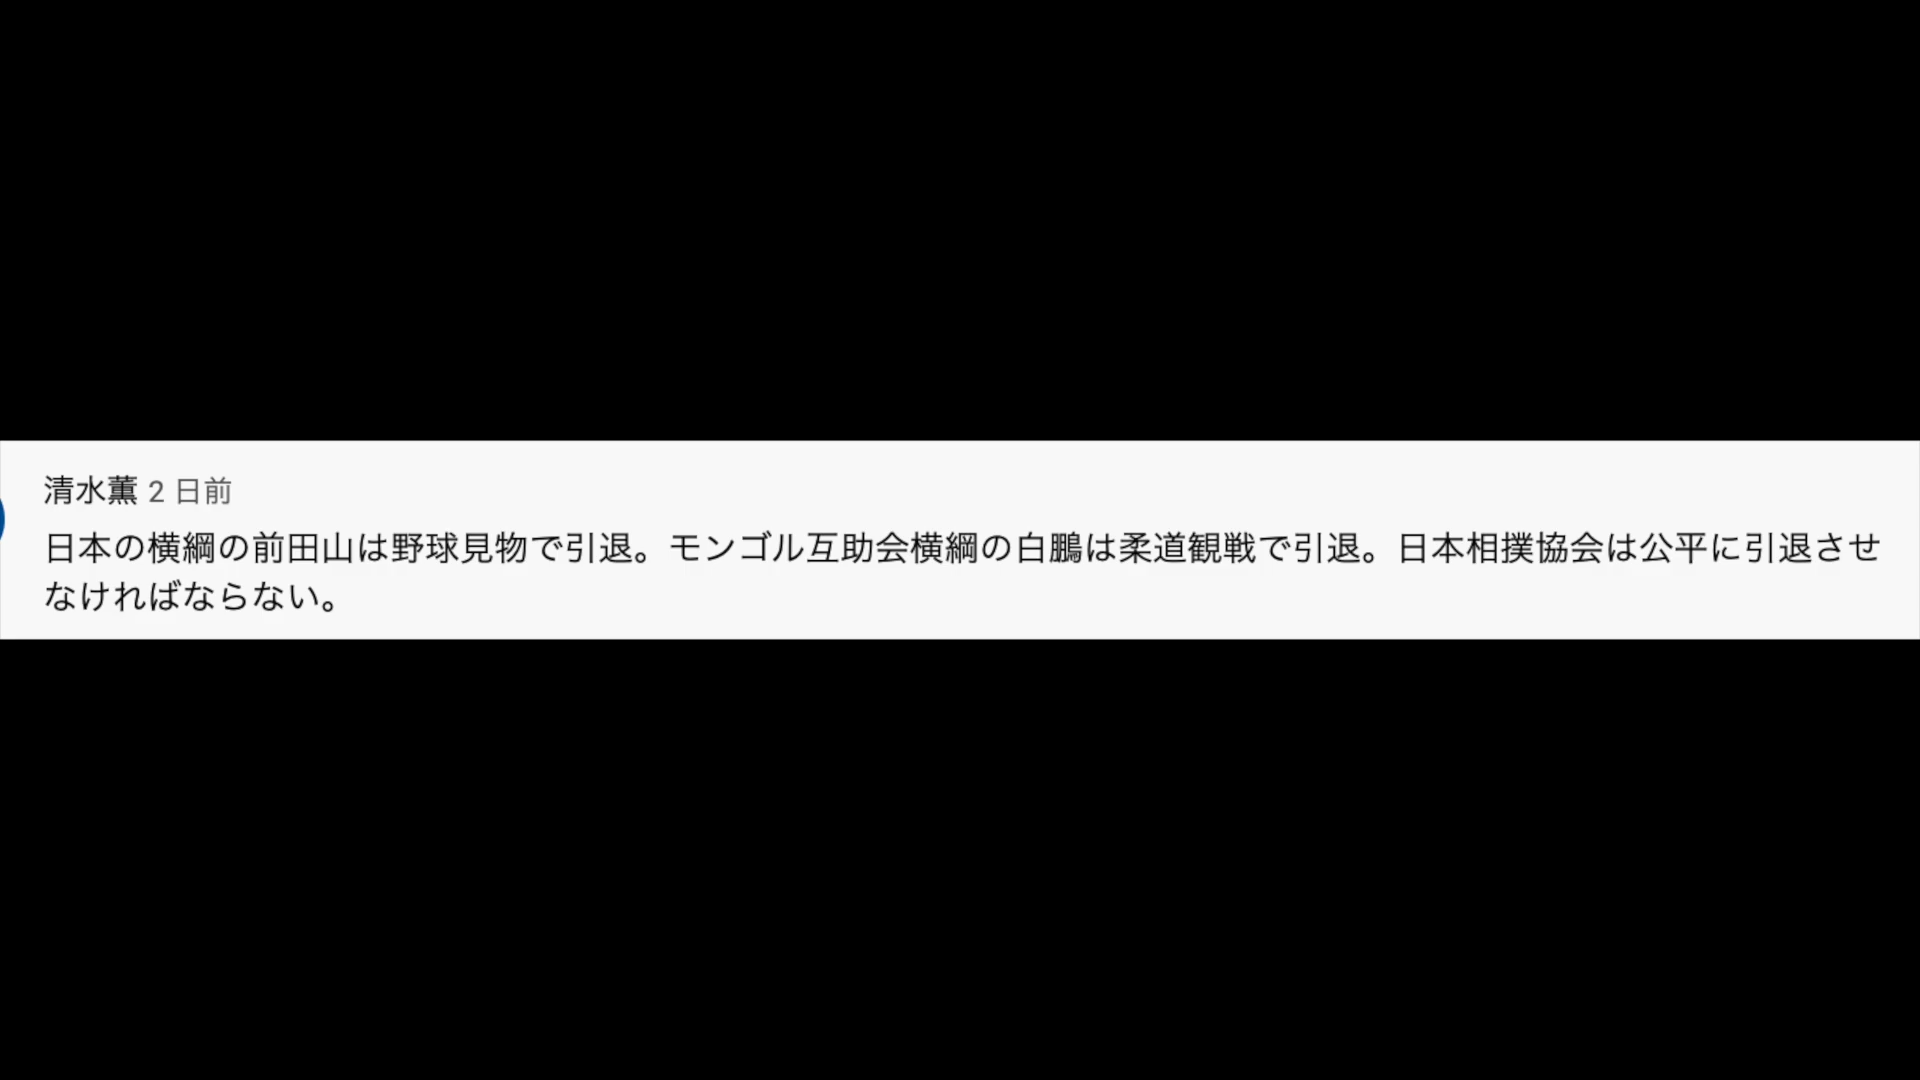 清水薫 2 日前
日本の横綱の前田山は野球見物で引退。モンゴル互助会横綱の白鵬は柔道観戦で引退。日本相撲協会は公平に引退させ
なければならない。